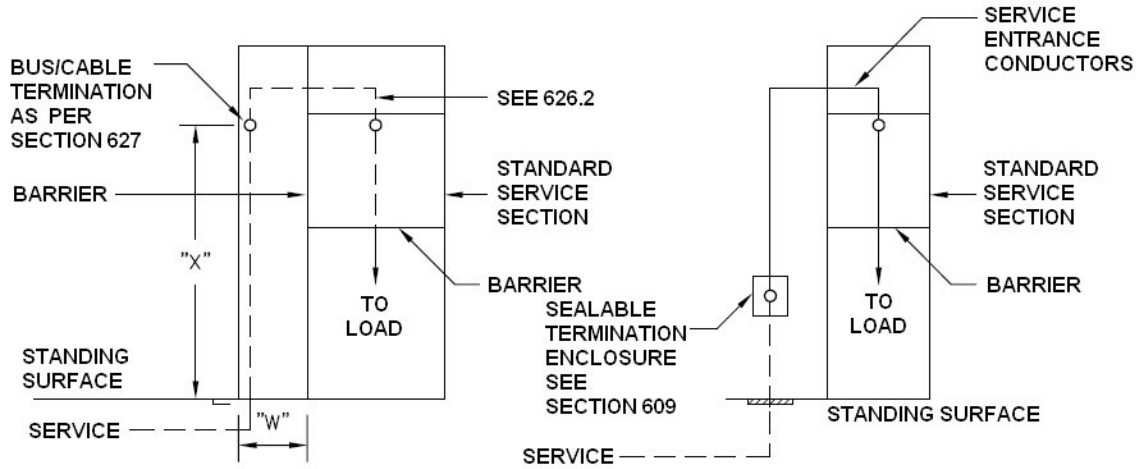 BUS/CABLE
TERMINATION
AS PER
SECTION 627
SEE 626.2
BARRIER
STANDARD
SERVICE
SECTION
"X"
BARRIER
TO
LOAD
STANDING
SURFACE
"W"
SERVICE
SERVICE
ENTRANCE
CONDUCTORS
STANDARD
SERVICE
SECTION
BARRIER
SEALABLE
TERMINATION
ENCLOSURE
SEE
SECTION 609
TO
LOAD
STANDING SURFACE
SERVICE